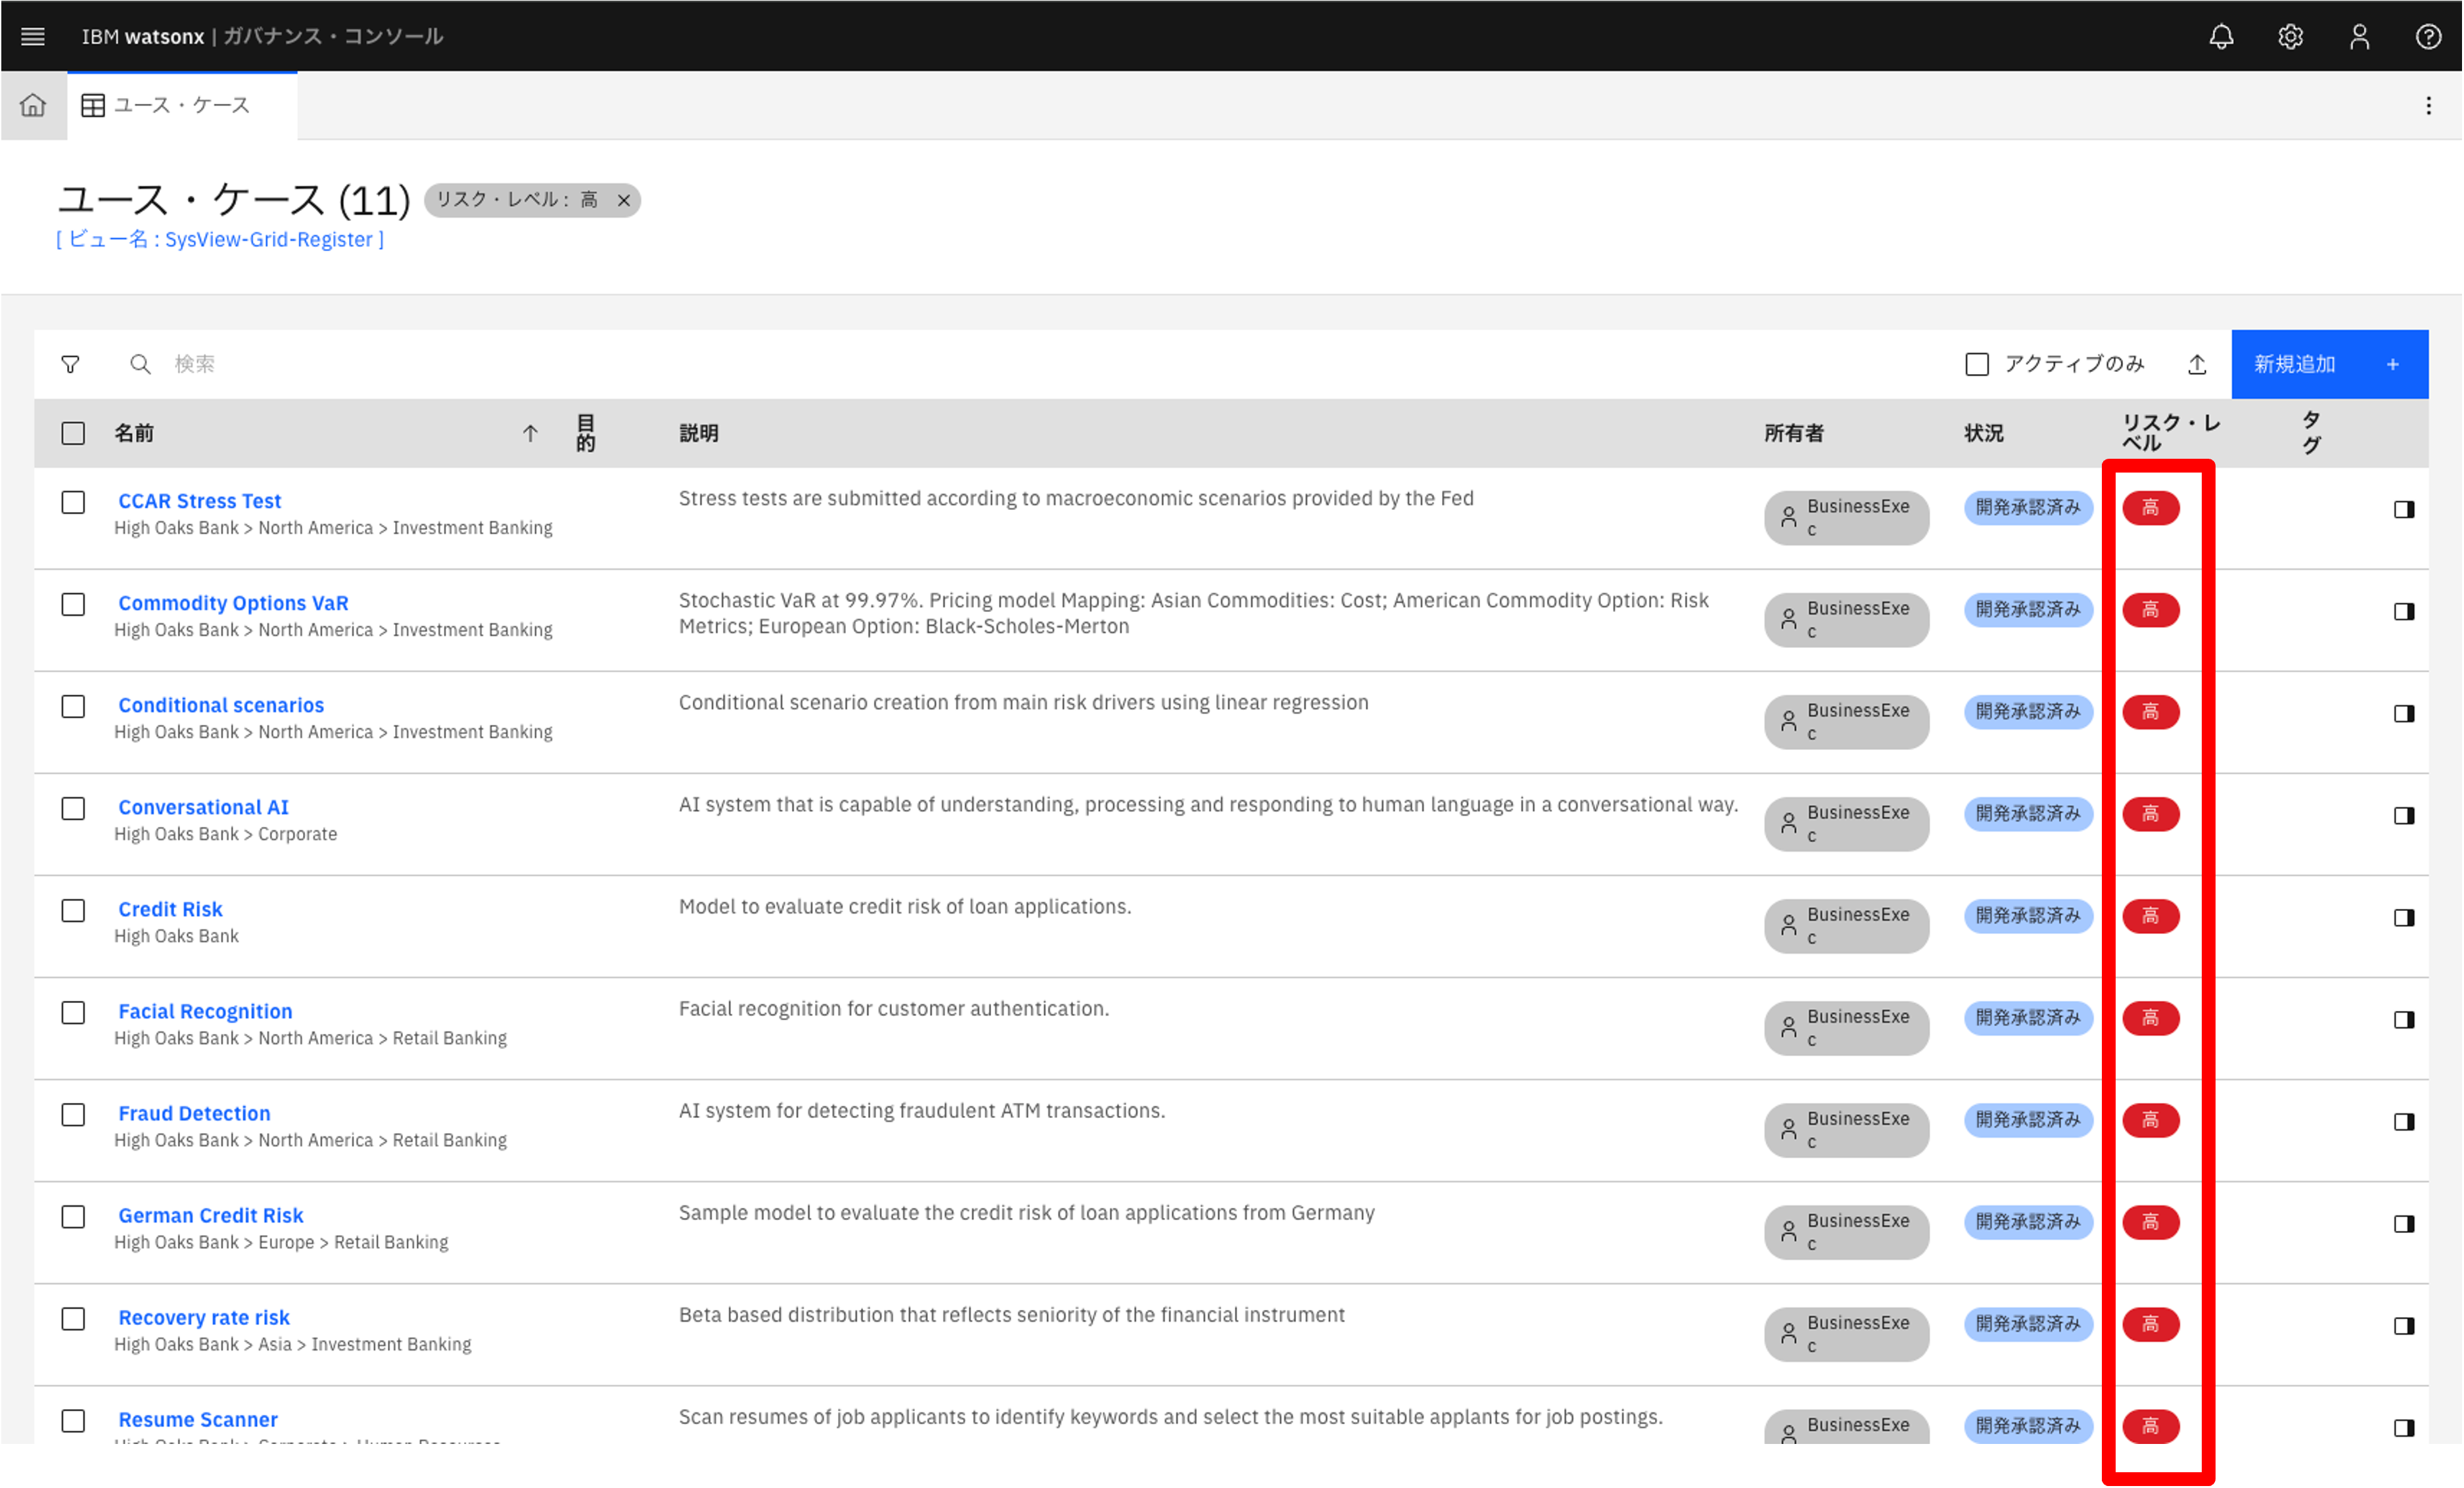 IBM watsonx | ガバナンス・コンソール
ユース・ケース
ユース・ケース (11) リスク・レベル: 高 ×
[ ビュー名 : SysView-Grid-Register ]
検索 アクティブのみ 新規追加 +
名前 目的 説明 所有者 状況 リスク・レベル タグ
CCAR Stress Test Stress tests are submitted according to macroeconomic scenarios provided by the Fed BusinessExec 開発承認済み 高
High Oaks Bank > North America > Investment Banking
Commodity Options VaR Stochastic VaR at 99.97%. Pricing model Mapping: Asian Commodities: Cost; American Commodity Option: Risk BusinessExec 開発承認済み 高
High Oaks Bank > North America > Investment Banking Metrics; European Option: Black-Scholes-Merton
Conditional scenarios Conditional scenario creation from main risk drivers using linear regression BusinessExec 開発承認済み 高
High Oaks Bank > North America > Investment Banking
Conversational AI AI system that is capable of understanding, processing and responding to human language in a conversational way. BusinessExec 開発承認済み 高
High Oaks Bank > Corporate
Credit Risk Model to evaluate credit risk of loan applications. BusinessExec 開発承認済み 高
High Oaks Bank
Facial Recognition Facial recognition for customer authentication. BusinessExec 開発承認済み 高
High Oaks Bank > North America > Retail Banking
Fraud Detection AI system for detecting fraudulent ATM transactions. BusinessExec 開発承認済み 高
High Oaks Bank > North America > Retail Banking
German Credit Risk Sample model to evaluate the credit risk of loan applications from Germany BusinessExec 開発承認済み 高
High Oaks Bank > Europe > Retail Banking
Recovery rate risk Beta based distribution that reflects seniority of the financial instrument BusinessExec 開発承認済み 高
High Oaks Bank > Asia > Investment Banking
Resume Scanner Scan resumes of job applicants to identify keywords and select the most suitable applants for job postings. BusinessExe 開発承認済み 高